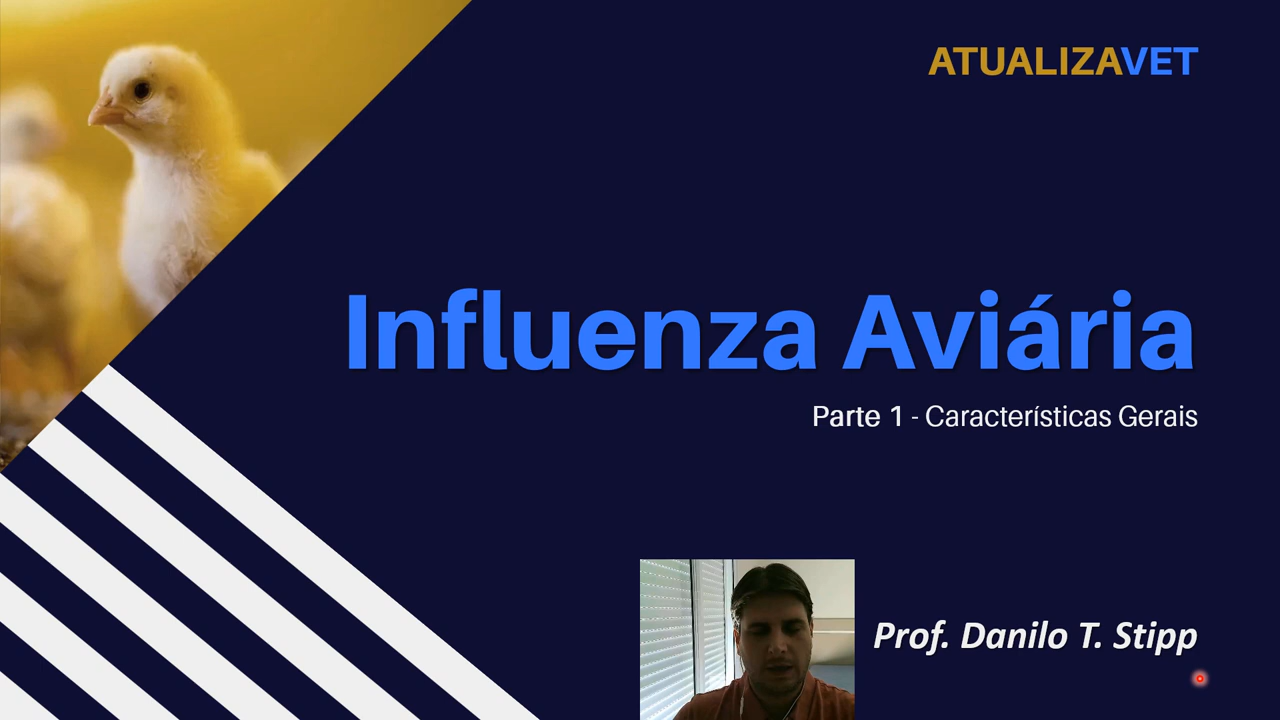 ATUALIZAVET
Influenza Aviária
Parte 1 - Características Gerais
Prof. Danilo T. Stipp